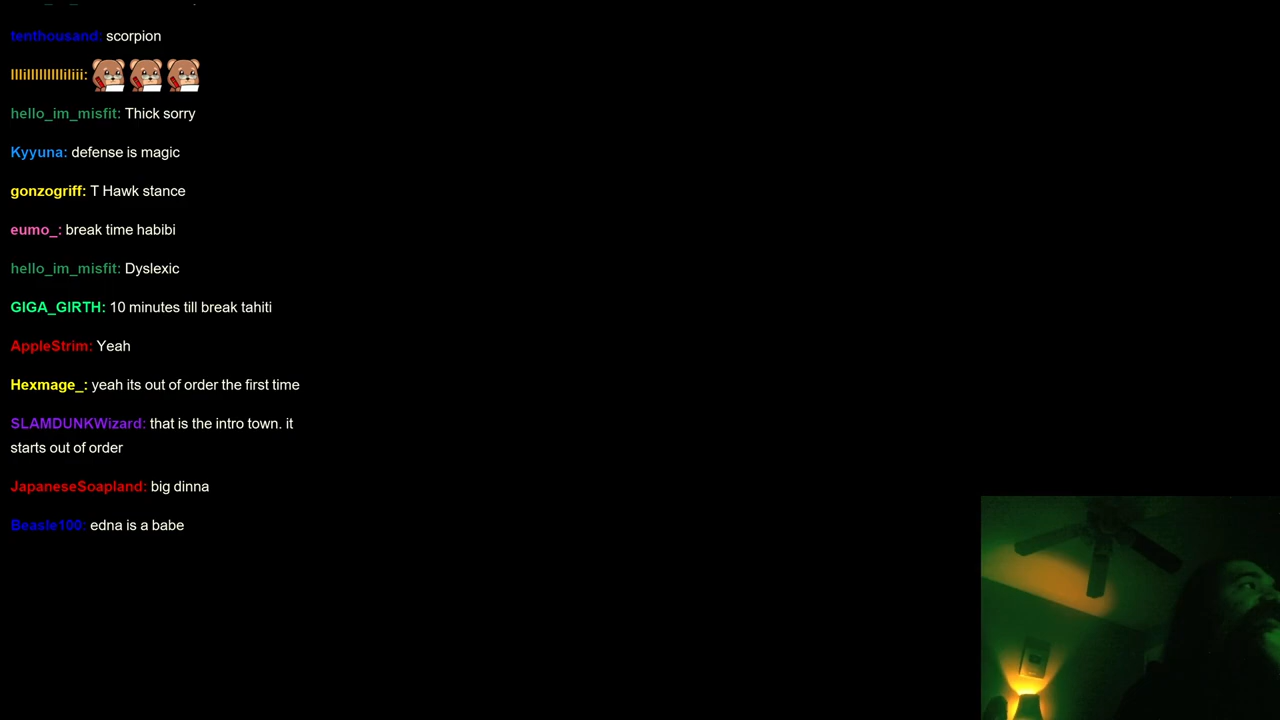 tenthousand: scorpion
hello_im_misfit: Thick sorry
Kyyuna: defense is magic
gonzogriff: T Hawk stance
eumo_: break time habibi
hello_im_misfit: Dyslexic
GIGA_GIRTH: 10 minutes till break tahiti
AppleStrim: Yeah
Hexmage_: yeah its out of order the first time
SLAMDUNKWizard: that is the intro town. it
starts out of order
JapaneseSoapland: big dinna
Beasle100: edna is a babe